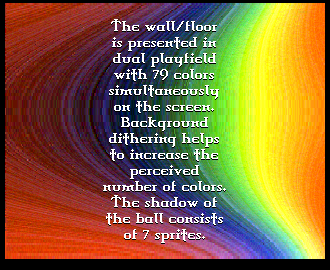 The wall/floor
is presented in
dual playfield
with 79 colors
simultaneously
on the screen.
Background
dithering helps
to increase the
perceived
number of colors.
The shadow of
the ball consists
of 7 sprites.